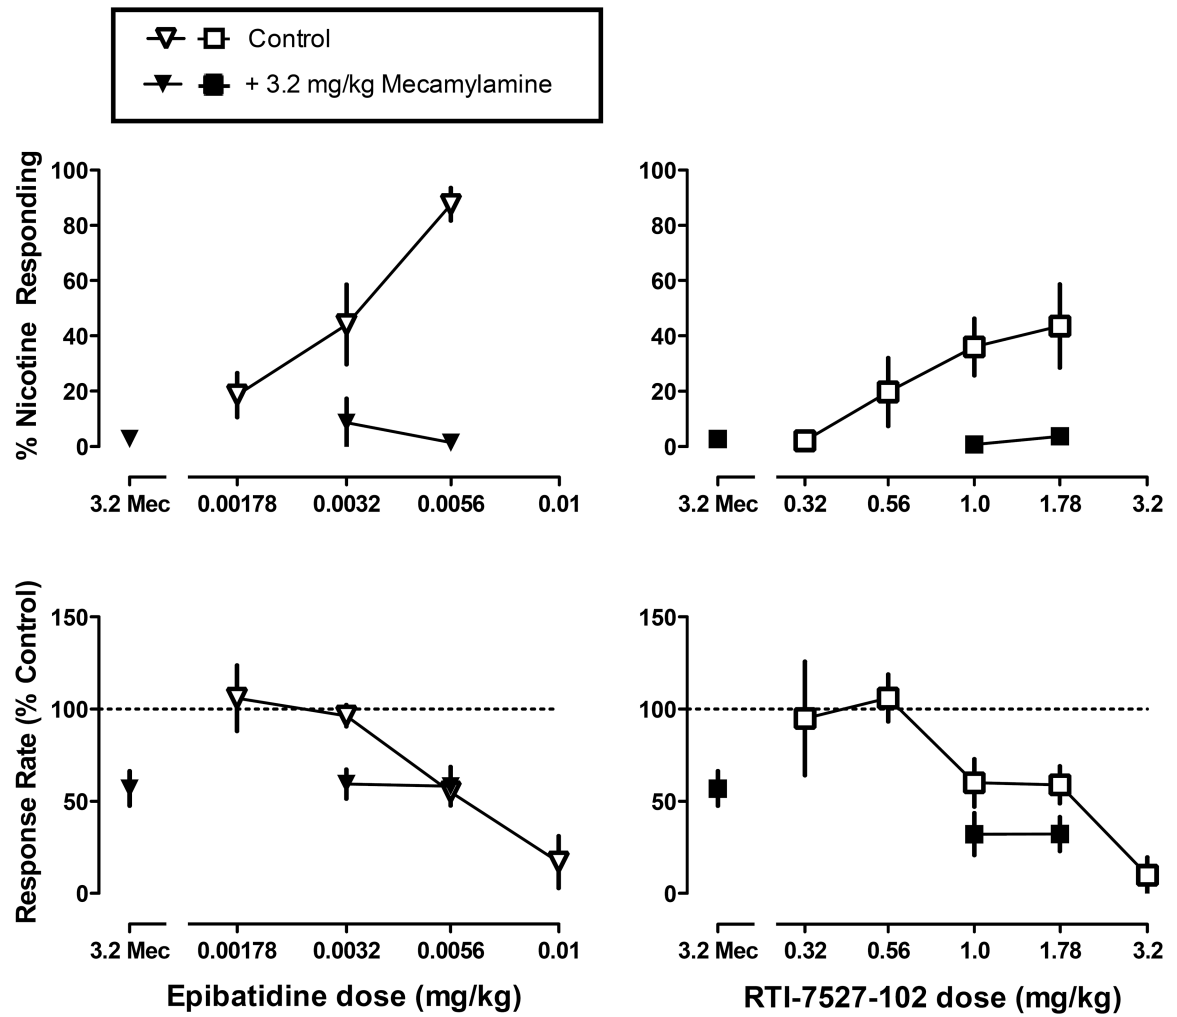 Control
+ 3.2 mg/kg Mecamylamine
% Nicotine Responding
100
80
60
40
20
0
3.2 Mec 0.00178 0.0032 0.0056 0.01
100
80
60
40
20
0
3.2 Mec 0.32 0.56 1.0 1.78 3.2
Response Rate (% Control)
150
100
50
0
3.2 Mec 0.00178 0.0032 0.0056 0.01
Epibatidine dose (mg/kg)
150
100
50
0
3.2 Mec 0.32 0.56 1.0 1.78 3.2
RTI-7527-102 dose (mg/kg)